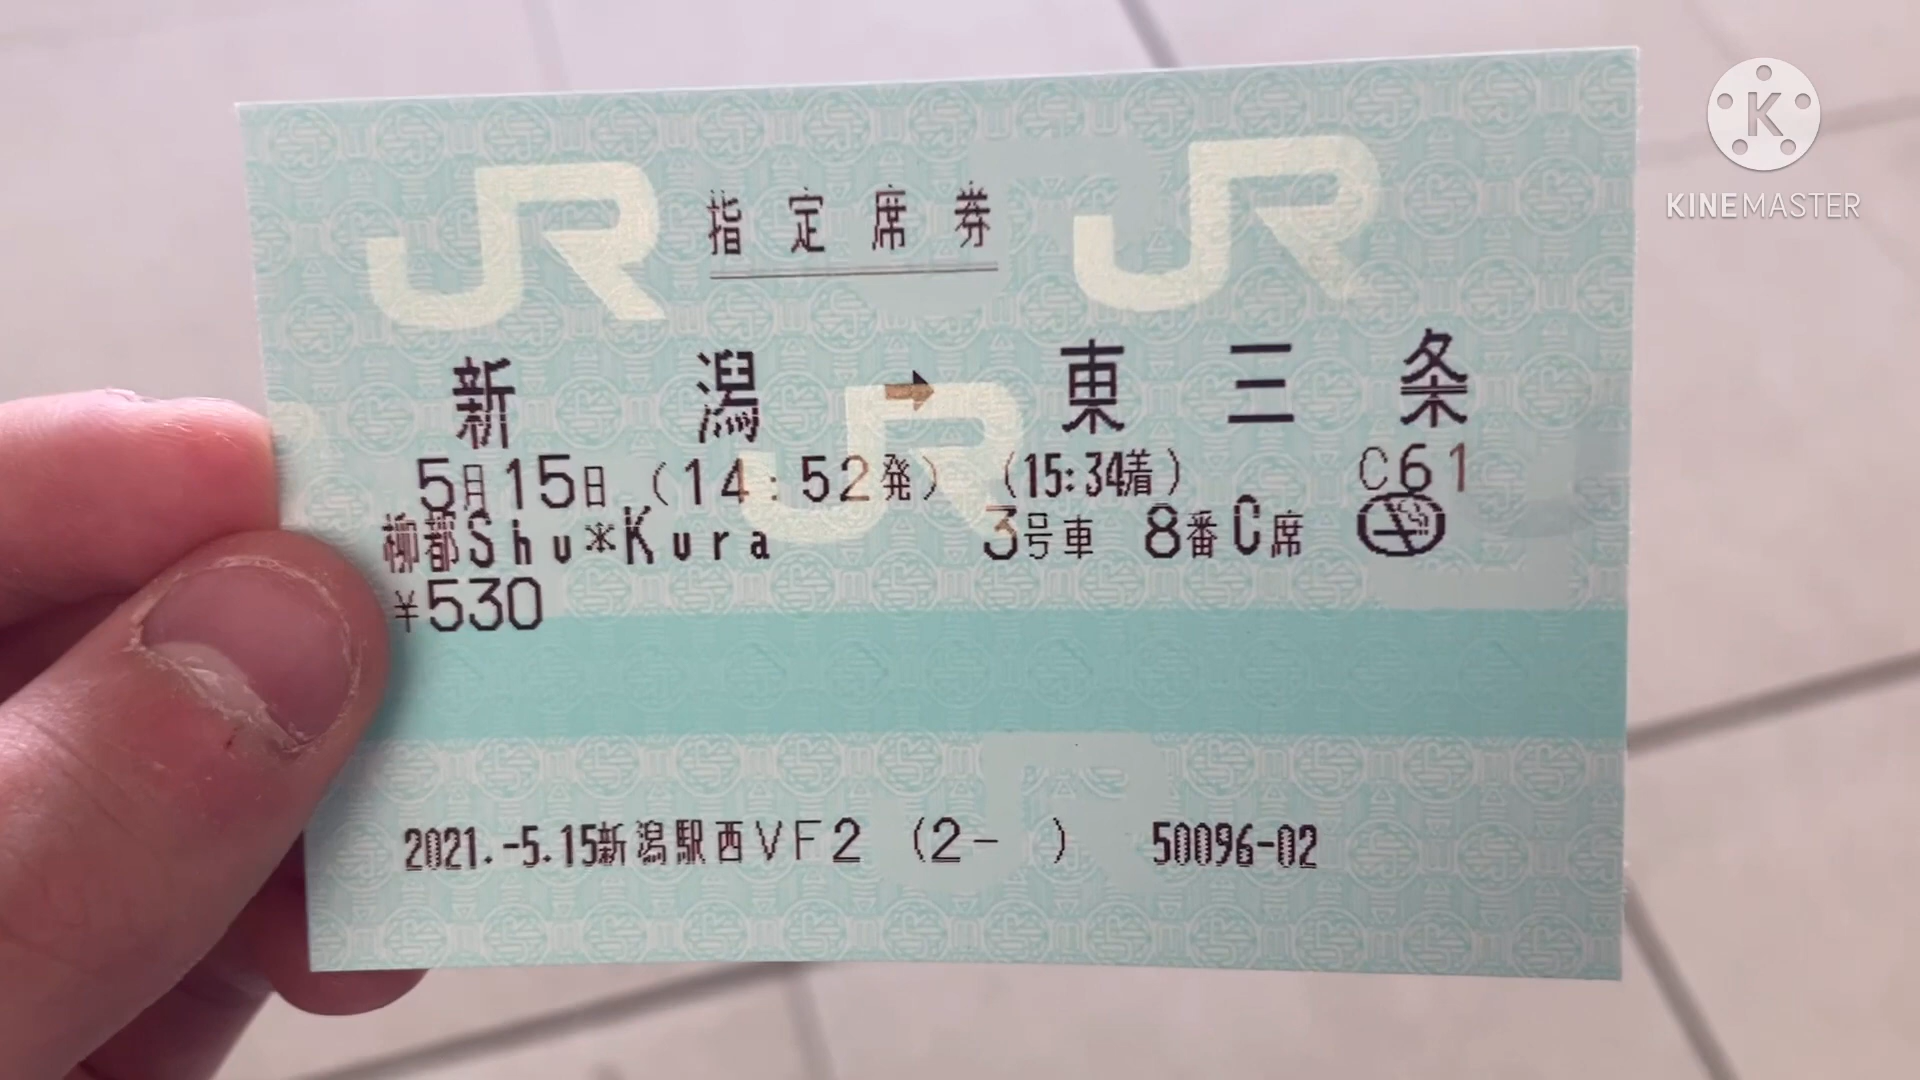 JR 指定席券 JR
新潟 → 東三条
JR
5月15日 (14:52発) (15:34着) C61
柳都Shu*Kura 3号車 8番C席
¥530
2021.-5.15新潟駅西VF2 (2- ) 50096-02
K
KINEMASTER